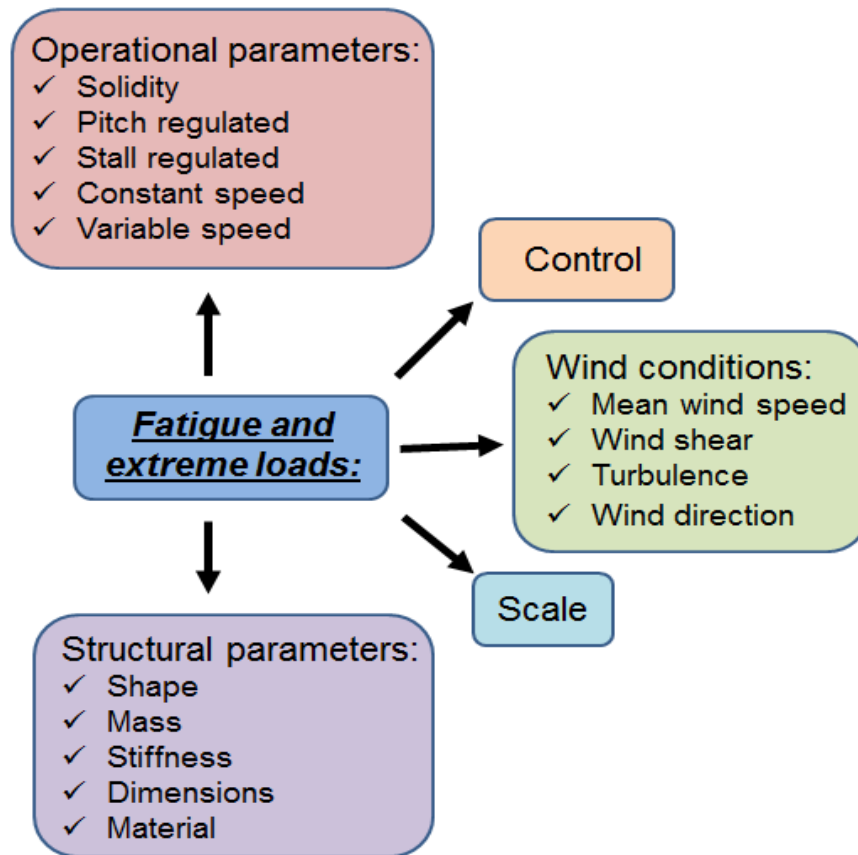 Operational parameters:
✓ Solidity
✓ Pitch regulated
✓ Stall regulated
✓ Constant speed
✓ Variable speed
Control
Wind conditions:
✓ Mean wind speed
✓ Wind shear
✓ Turbulence
✓ Wind direction
Fatigue and
extreme loads:
Scale
Structural parameters:
✓ Shape
✓ Mass
✓ Stiffness
✓ Dimensions
✓ Material